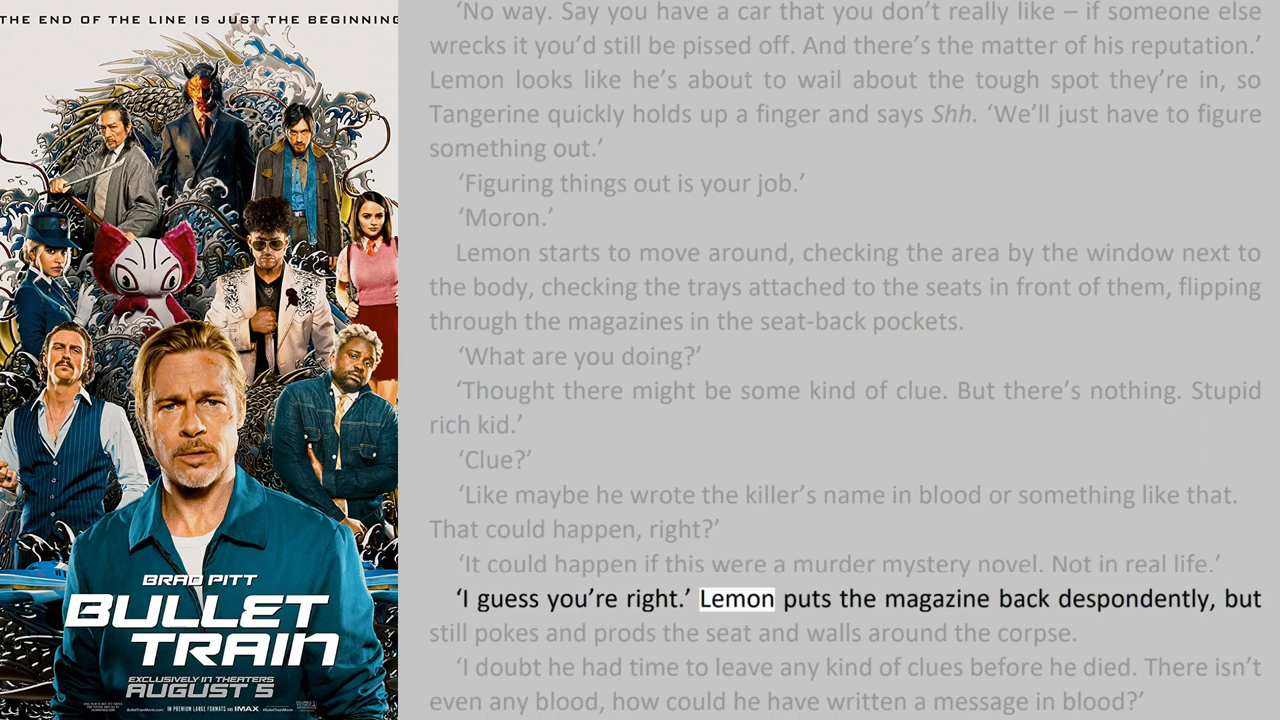 THE END OF THE LINE IS JUST THE BEGINNING
BRAD PITT
BULLET
TRAIN
EXCLUSIVELY IN THEATERS
AUGUST 5
BulletTrainMovie.com
IN PREMIUM LARGE FORMATS and IMAX
#BulletTrainMovie
‘No way. Say you have a car that you don’t really like – if someone else
wrecks it you’d still be pissed off. And there’s the matter of his reputation.’
Lemon looks like he’s about to wail about the tough spot they’re in, so
Tangerine quickly holds up a finger and says Shh. ‘We’ll just have to figure
something out.’
‘Figuring things out is your job.’
‘Moron.’
Lemon starts to move around, checking the area by the window next to
the body, checking the trays attached to the seats in front of them, flipping
through the magazines in the seat-back pockets.
‘What are you doing?’
‘Thought there might be some kind of clue. But there’s nothing. Stupid
rich kid.’
‘Clue?’
‘Like maybe he wrote the killer’s name in blood or something like that.
That could happen, right?’
‘It could happen if this were a murder mystery novel. Not in real life.’
‘I guess you’re right.’ Lemon puts the magazine back despondently, but
still pokes and prods the seat and walls around the corpse.
‘I doubt he had time to leave any kind of clues before he died. There isn’t
even any blood, how could he have written a message in blood?’